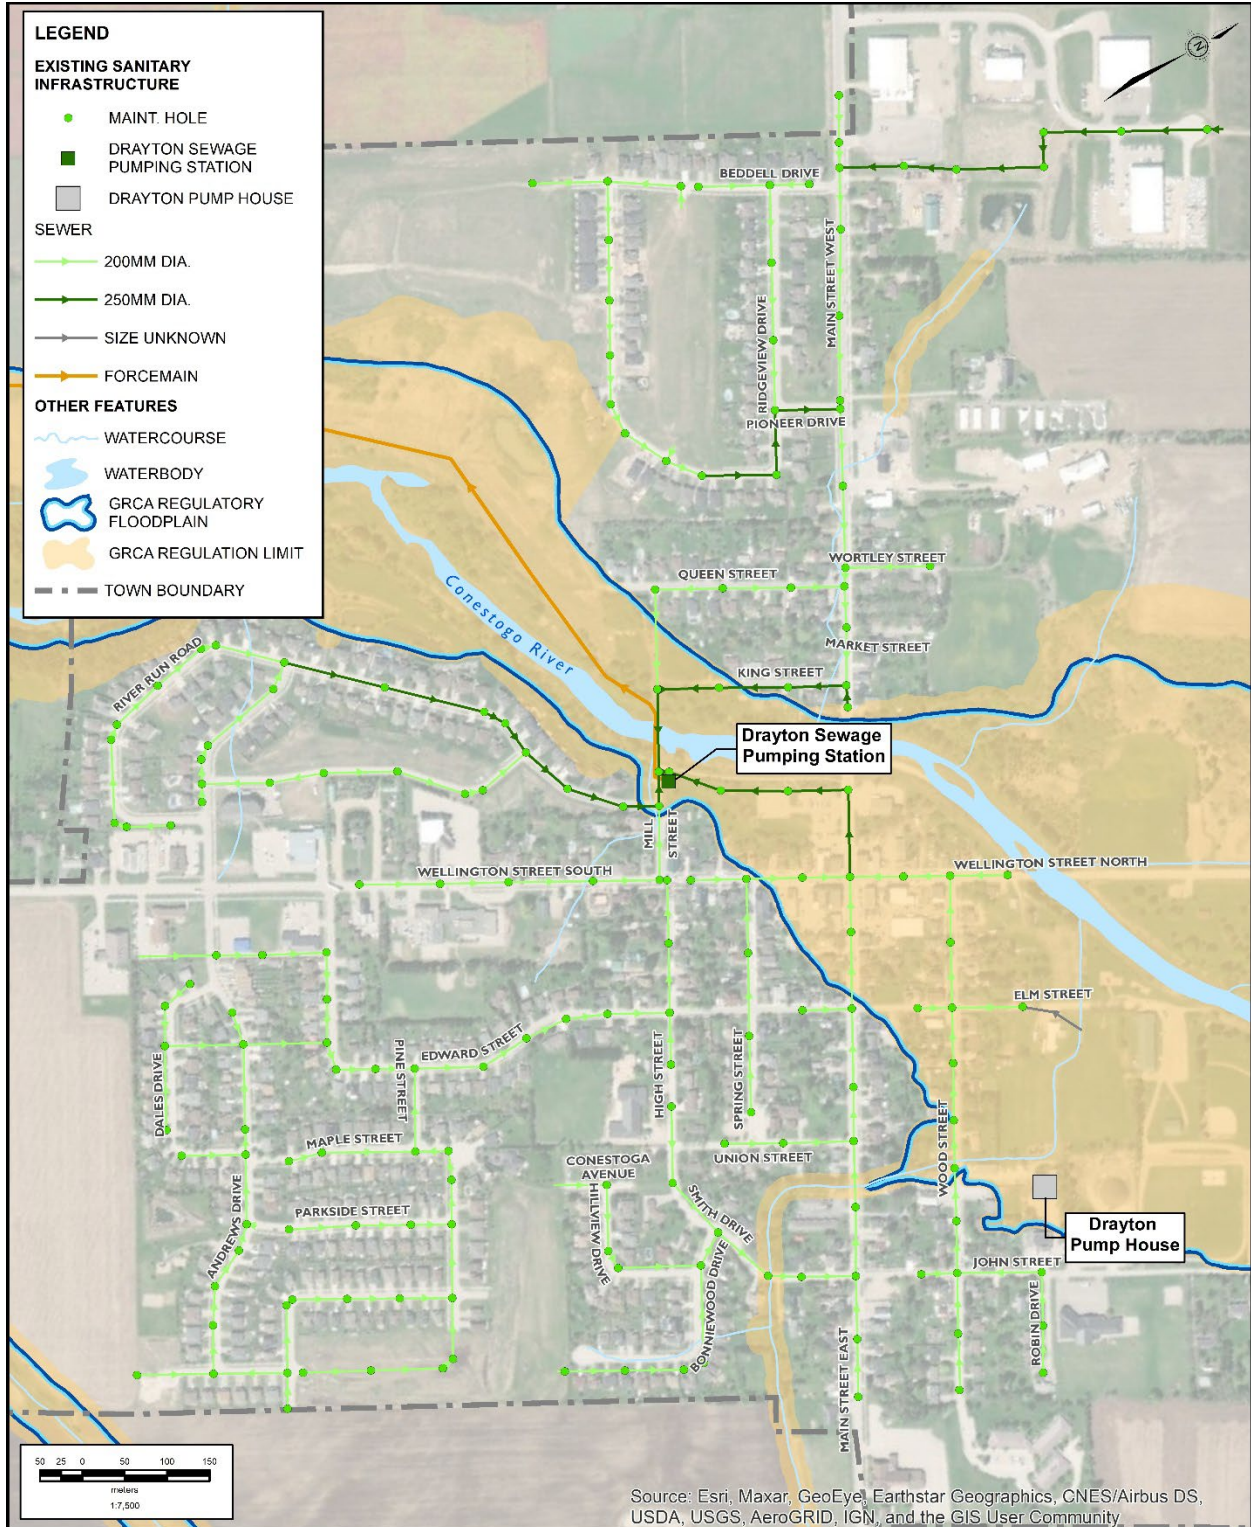 LEGEND
EXISTING SANITARY
INFRASTRUCTURE
MAINT. HOLE
DRAYTON SEWAGE
PUMPING STATION
DRAYTON PUMP HOUSE
SEWER
200MM DIA.
250MM DIA.
SIZE UNKNOWN
FORCEMAIN
OTHER FEATURES
WATERCOURSE
WATERBODY
GRCA REGULATORY
FLOODPLAIN
GRCA REGULATION LIMIT
TOWN BOUNDARY
N
BEDDELL DRIVE
MAIN STREET WEST
RIDGEVIEW DRIVE
PIONEER DRIVE
WORTLEY STREET
QUEEN STREET
Conestogo River
MARKET STREET
KING STREET
RIVER RUN ROAD
Drayton Sewage
Pumping Station
MILL
STREET
WELLINGTON STREET SOUTH
WELLINGTON STREET NORTH
ELM STREET
EDWARD STREET
PINE STREET
DALES DRIVE
HIGH STREET
SPRING STREET
MAPLE STREET
UNION STREET
WOOD STREET
CONESTOGA
AVENUE
HILLVIEW DRIVE
SMITH DRIVE
ANDREWS DRIVE
PARKSIDE STREET
Drayton
Pump House
JOHN STREET
BONNIEWOOD DRIVE
ROBIN DRIVE
MAIN STREET EAST
50 25 0 50 100 150
meters
1:7,500
Source: Esri, Maxar, GeoEye, Earthstar Geographics, CNES/Airbus DS,
USDA, USGS, AeroGRID, IGN, and the GIS User Community